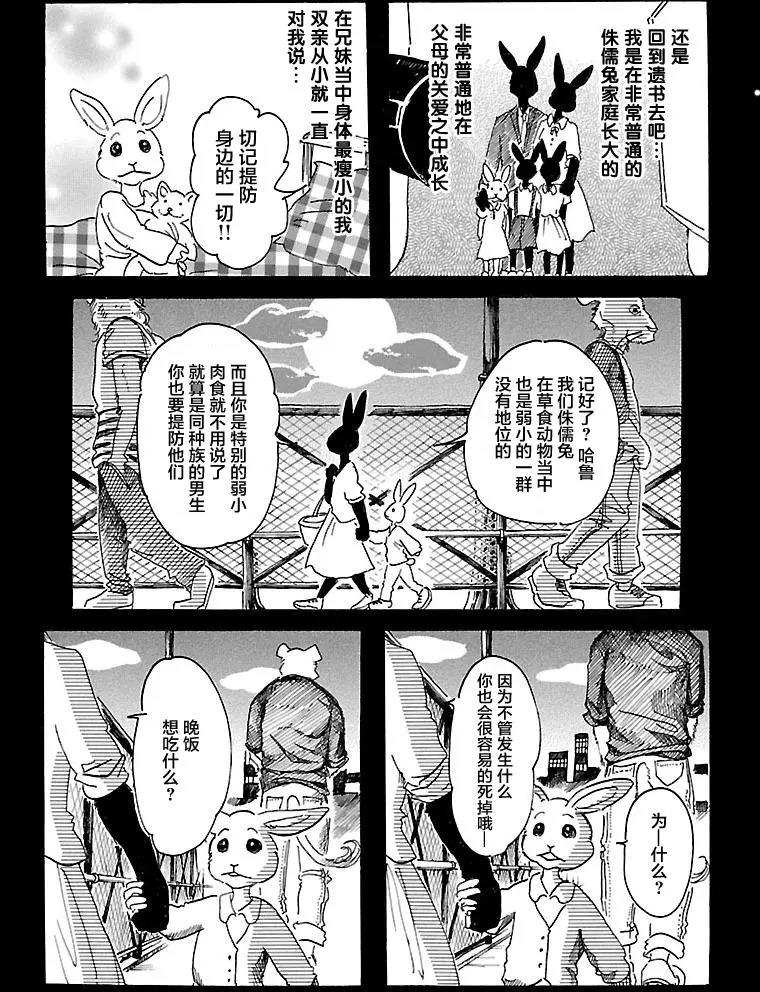 还是
回到遗书去吧…
我是在非常普通的
侏儒兔家庭长大的
非常普通地在
父母的关爱之中成长
在兄妹当中身体最瘦小的我
双亲从小就一直
对我说…
切记提防
身边的一切!!
记好了？哈鲁
我们侏儒兔
在草食动物当中
也是弱小的一群
没有地位的
而且你是特别的弱小
肉食就不用说了
就算是同种族的男生
你也要提防他们
为—什么？
因为不管发生什么
你也会很容易的死掉哦—
晚饭
想吃什么？